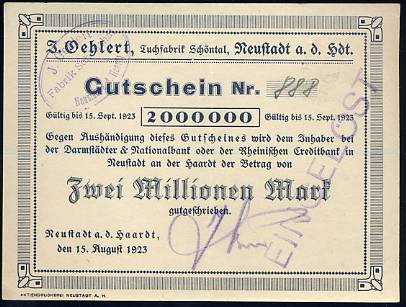 J. Oehlert, Tuchfabrik Schöntal, Neustadt a. d. Hdt.
Gutschein Nr. 888
Gültig bis 15. Sept. 1923 2000000 Gültig bis 15. Sept. 1923
Gegen Aushändigung dieses Gutscheines wird dem Inhaber bei
der Darmstädter & Nationalbank oder der Rheinischen Creditbank in
Neustadt an der Haardt der Betrag von
Zwei Millionen Mark
gutgeschrieben.
Neustadt a. d. Haardt,
den 15. August 1923
EINGELÖST
AKTIENDRUCKEREI NEUSTADT A. H.